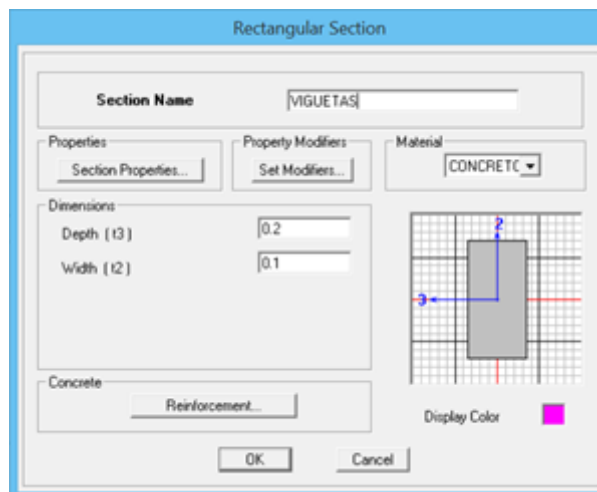 Rectangular Section
Section Name VIGUETAS
Properties
Section Properties...
Property Modifiers
Set Modifiers...
Material
CONCRETC
Dimensions
Depth (t3) 0.2
Width (t2) 0.1
2
3
Concrete
Reinforcement...
Display Color
OK Cancel